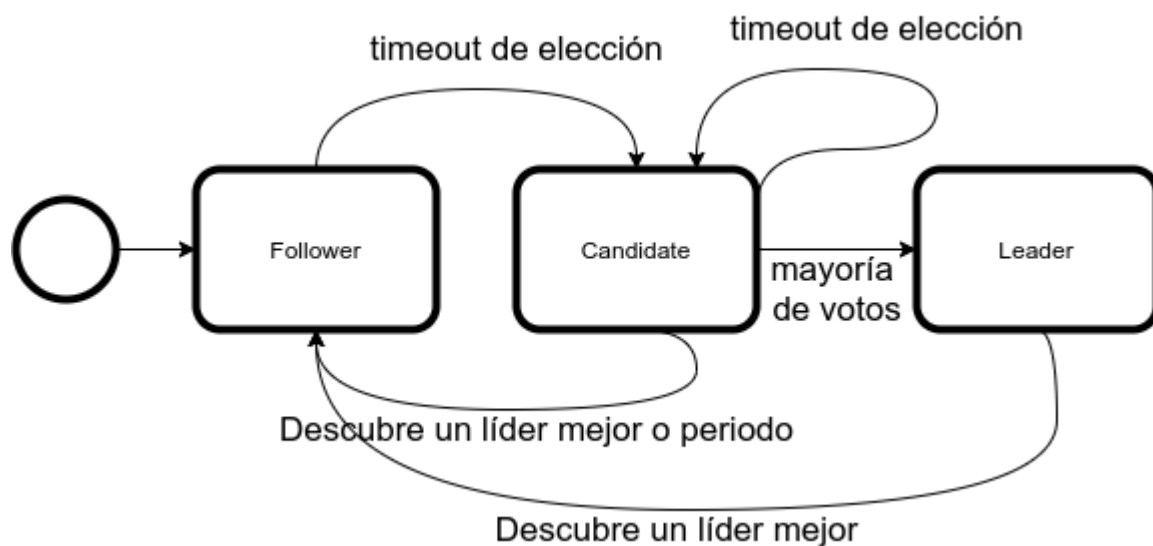 timeout de elección
timeout de elección
Follower
Candidate
Leader
mayoría
de votos
Descubre un líder mejor o periodo
Descubre un líder mejor